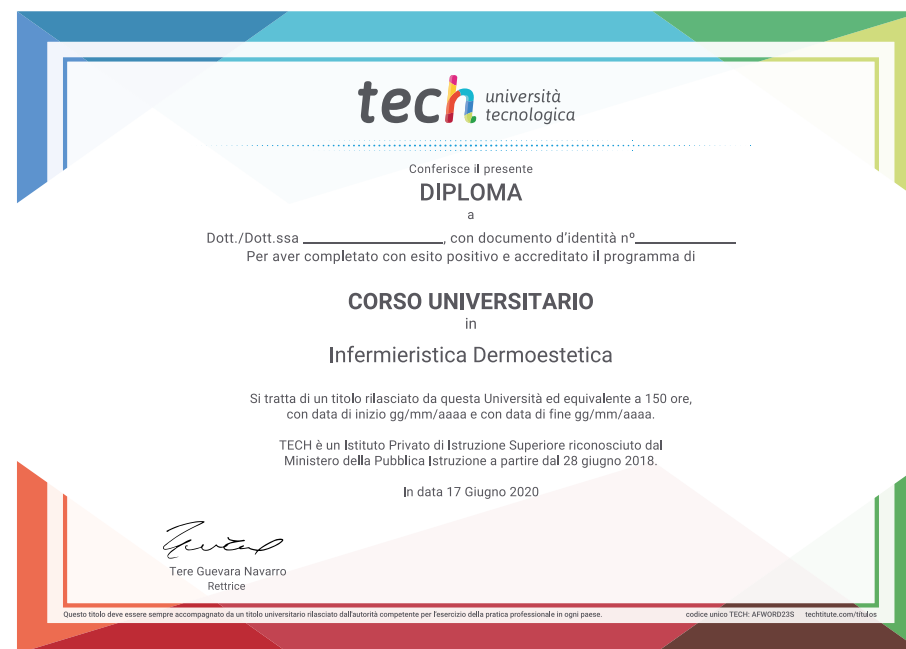 tech università
tecnologica
Conferisce il presente
DIPLOMA
a
Dott./Dott.ssa ____________________, con documento d'identità nº______________
Per aver completato con esito positivo e accreditato il programma di
CORSO UNIVERSITARIO
in
Infermieristica Dermoestetica
Si tratta di un titolo rilasciato da questa Università ed equivalente a 150 ore,
con data di inizio gg/mm/aaaa e con data di fine gg/mm/aaaa.
TECH è un Istituto Privato di Istruzione Superiore riconosciuto dal
Ministero della Pubblica Istruzione a partire dal 28 giugno 2018.
In data 17 Giugno 2020
Tere Guevara Navarro
Rettrice
Questo titolo deve essere sempre accompagnato da un titolo universitario rilasciato dall'autorità competente per l'esercizio della pratica professionale in ogni paese. codice unico TECH: AFWORD23S techtitute.com/titulos